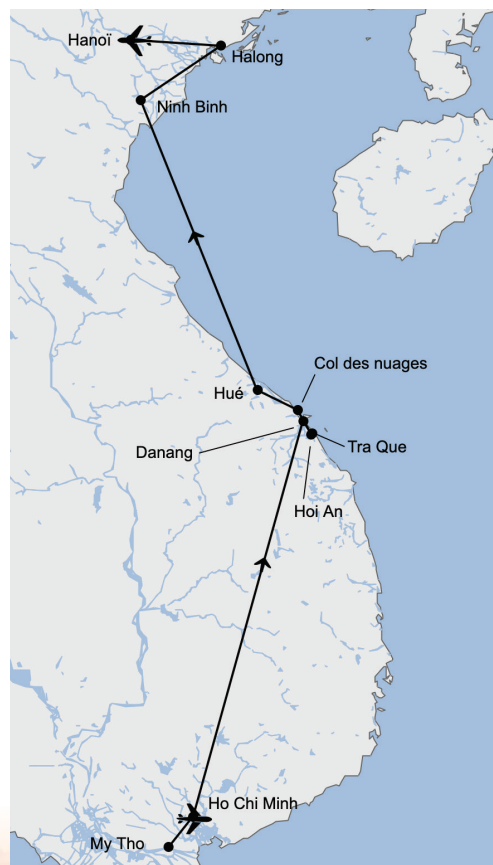 Hanoï
Halong
Ninh Binh
Col des nuages
Hué
Danang
Tra Que
Hoi An
Ho Chi Minh
My Tho